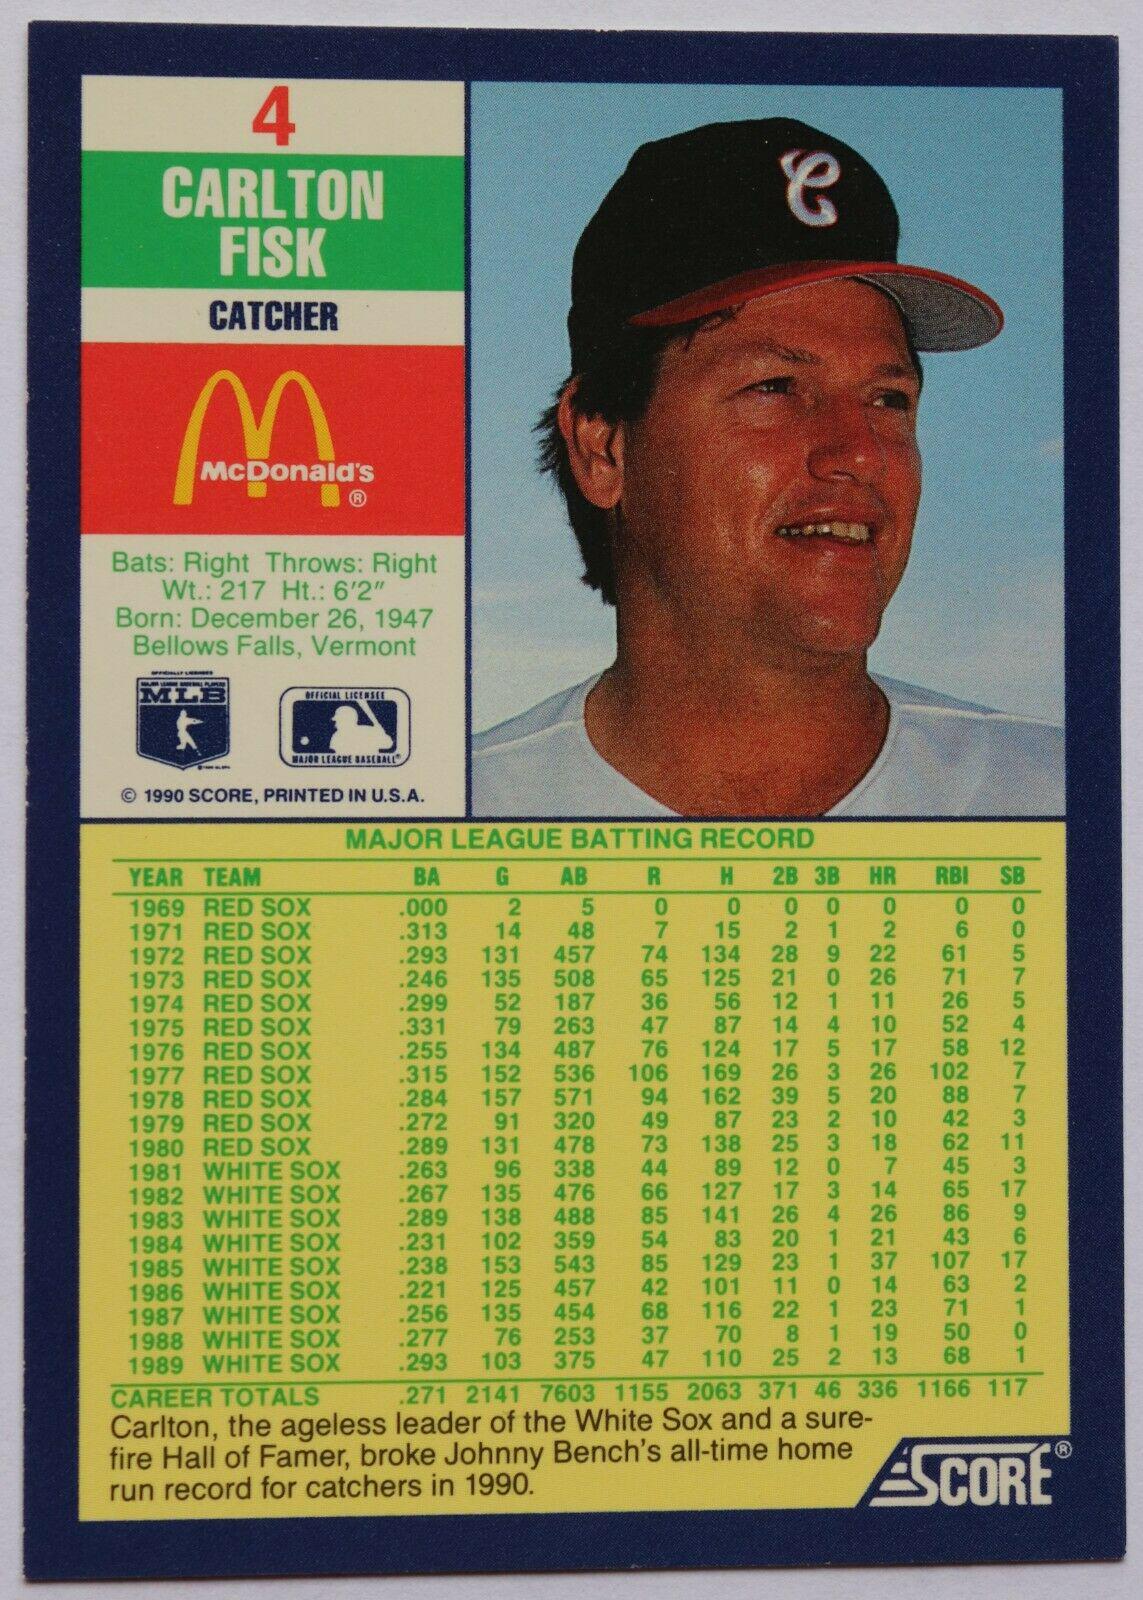 4
CARLTON
FISK
CATCHER
McDonald's
®
Bats: Right Throws: Right
Wt.: 217 Ht.: 6'2"
Born: December 26, 1947
Bellows Falls, Vermont
OFFICIALLY LICENSED
MAJOR LEAGUE BASEBALL PLAYERS
MLB
OFFICIAL LICENSEE
MAJOR LEAGUE BASEBALL®
© 1990 SCORE, PRINTED IN U.S.A.
C
MAJOR LEAGUE BATTING RECORD
YEAR TEAM BA G AB R H 2B 3B HR RBI SB
1969 RED SOX .000 2 5 0 0 0 0 0 0 0
1971 RED SOX .313 14 48 7 15 2 1 2 6 0
1972 RED SOX .293 131 457 74 134 28 9 22 61 5
1973 RED SOX .246 135 508 65 125 21 0 26 71 7
1974 RED SOX .299 52 187 36 56 12 1 11 26 5
1975 RED SOX .331 79 263 47 87 14 4 10 52 4
1976 RED SOX .255 134 487 76 124 17 5 17 58 12
1977 RED SOX .315 152 536 106 169 26 3 26 102 7
1978 RED SOX .284 157 571 94 162 39 5 20 88 7
1979 RED SOX .272 91 320 49 87 23 2 10 42 3
1980 RED SOX .289 131 478 73 138 25 3 18 62 11
1981 WHITE SOX .263 96 338 44 89 12 0 7 45 3
1982 WHITE SOX .267 135 476 66 127 17 3 14 65 17
1983 WHITE SOX .289 138 488 85 141 26 4 26 86 9
1984 WHITE SOX .231 102 359 54 83 20 1 21 43 6
1985 WHITE SOX .238 153 543 85 129 23 1 37 107 17
1986 WHITE SOX .221 125 457 42 101 11 0 14 63 2
1987 WHITE SOX .256 135 454 68 116 22 1 23 71 1
1988 WHITE SOX .277 76 253 37 70 8 1 19 50 0
1989 WHITE SOX .293 103 375 47 110 25 2 13 68 1
CAREER TOTALS .271 2141 7603 1155 2063 371 46 336 1166 117
Carlton, the ageless leader of the White Sox and a sure-
fire Hall of Famer, broke Johnny Bench's all-time home
run record for catchers in 1990.
SCORE®